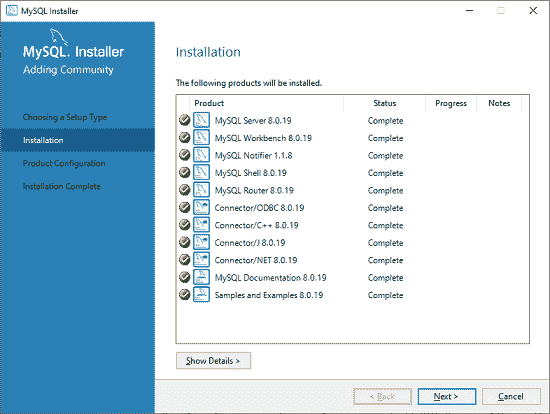 MySQL Installer
MySQL. Installer
Adding Community
Choosing a Setup Type
Installation
Product Configuration
Installation Complete
Installation
The following products will be installed.
Product Status Progress Notes
MySQL Server 8.0.19 Complete
MySQL Workbench 8.0.19 Complete
MySQL Notifier 1.1.8 Complete
MySQL Shell 8.0.19 Complete
MySQL Router 8.0.19 Complete
Connector/ODBC 8.0.19 Complete
Connector/C++ 8.0.19 Complete
Connector/J 8.0.19 Complete
Connector/NET 8.0.19 Complete
MySQL Documentation 8.0.19 Complete
Samples and Examples 8.0.19 Complete
Show Details >
< Back Next > Cancel